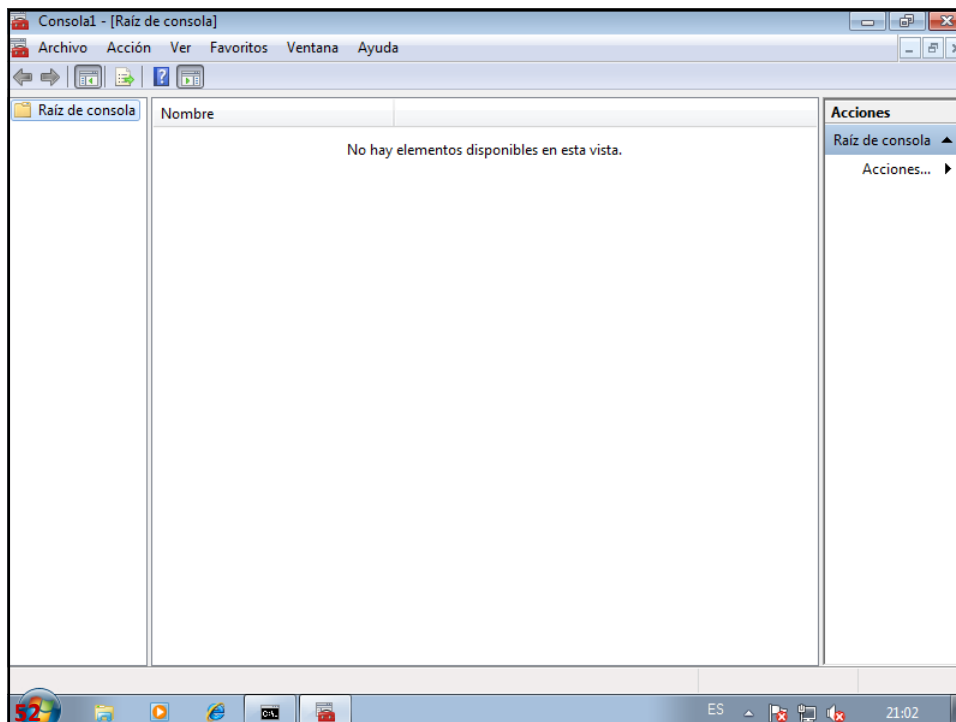 Consola1 - [Raíz de consola]
Archivo Acción Ver Favoritos Ventana Ayuda
Raíz de consola
Nombre
No hay elementos disponibles en esta vista.
Acciones
Raíz de consola
Acciones...
52
C:\.
ES
21:02